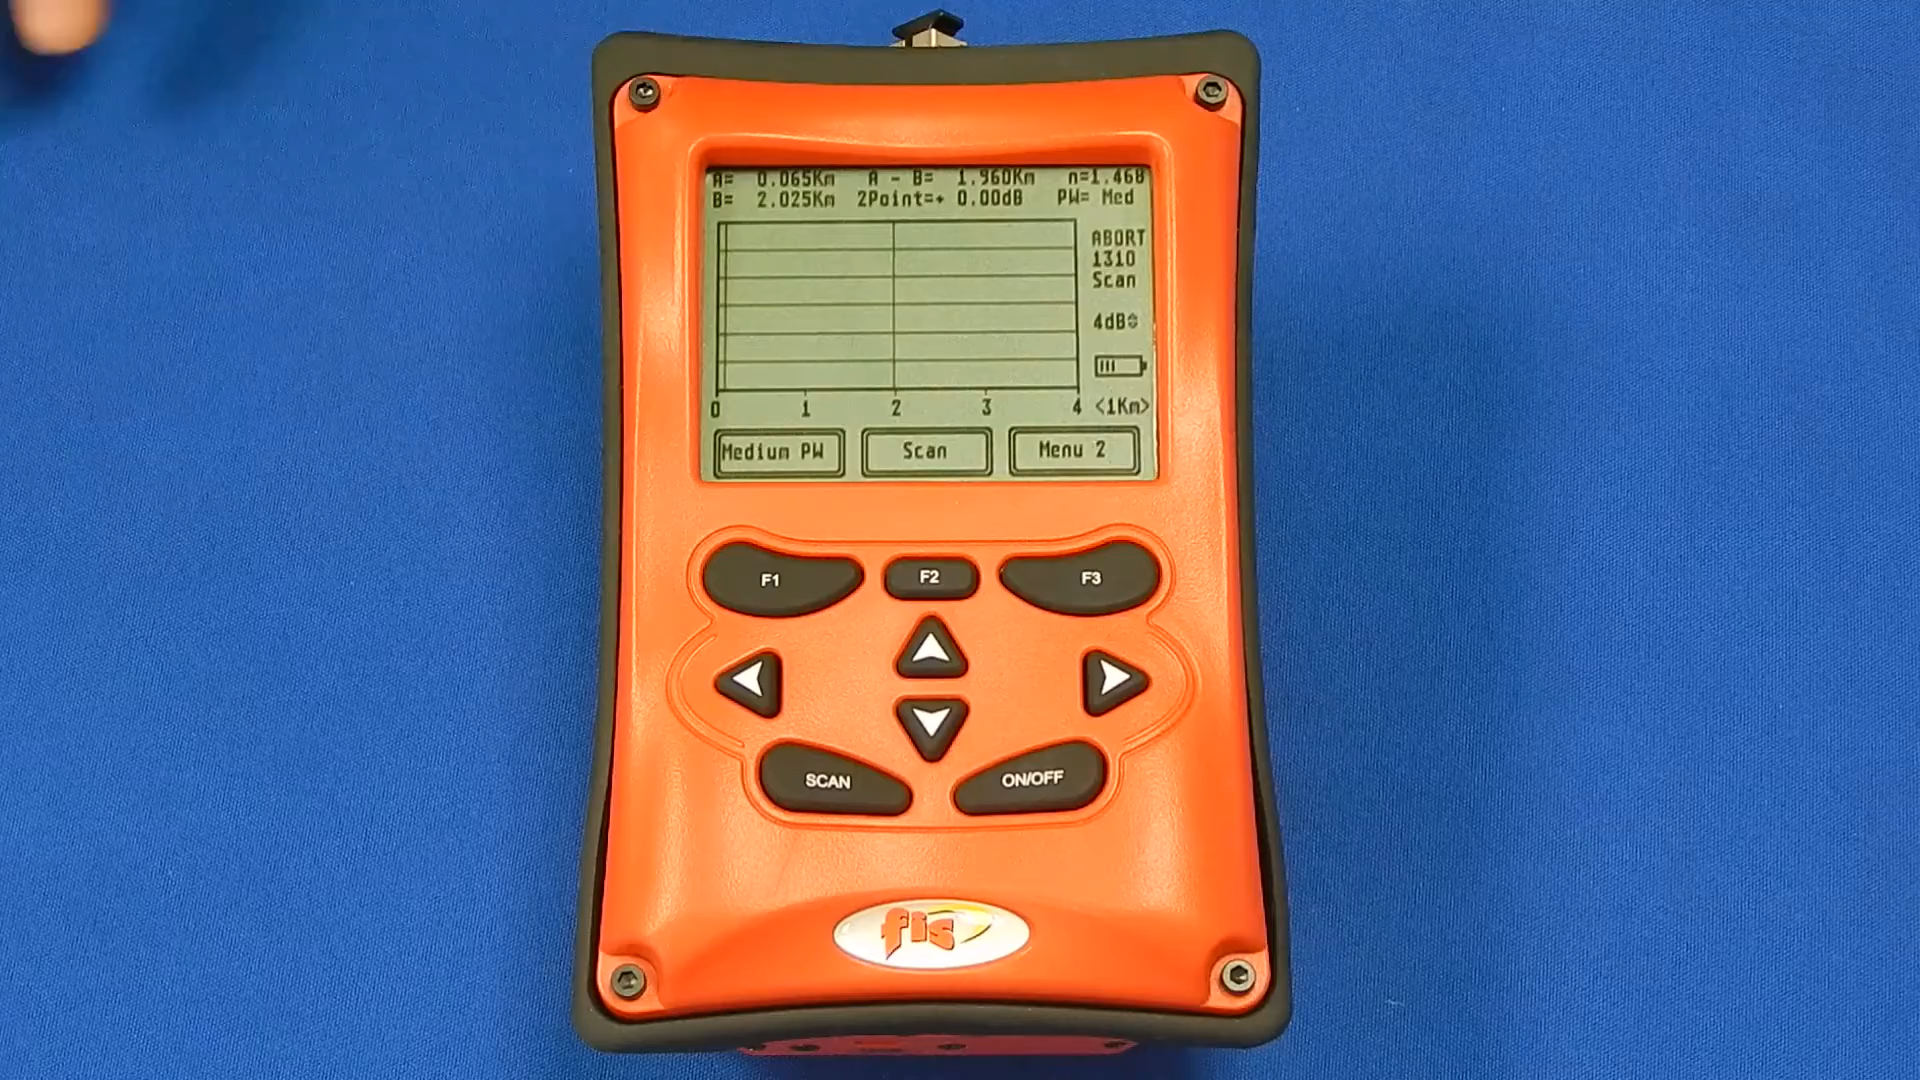 A= 0.065Km A - B= 1.960Km n=1.468
B= 2.025Km 2Point=+ 0.00dB PW= Med
ABORT
1310
Scan
4dB
0 1 2 3 4 <1Km>
Medium PW Scan Menu 2
F1 F2 F3
SCAN ON/OFF
fis